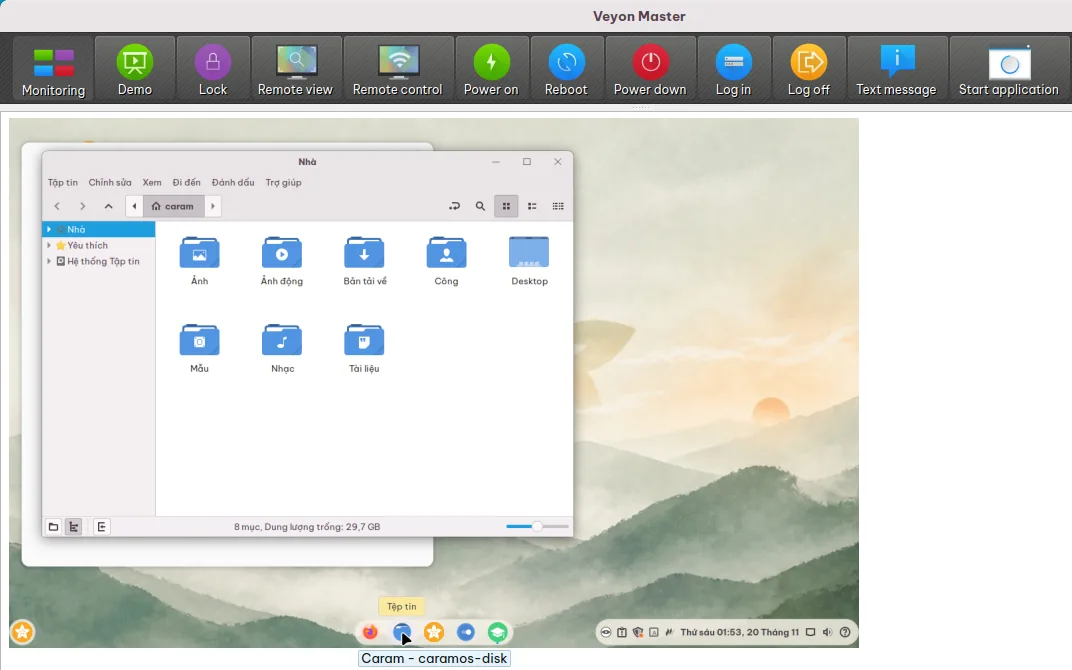 Veyon Master
Monitoring Demo Lock Remote view Remote control Power on Reboot Power down Log in Log off Text message Start application
Nhà
Tập tin Chỉnh sửa Xem Đi đến Đánh dấu Trợ giúp
caram
Nhà
Yêu thích
Hệ thống Tập tin
Ảnh Ảnh động Bản tải về Công Desktop
Mẫu Nhạc Tài liệu
8 mục, Dung lượng trống: 29,7 GB
Tệp tin
Thứ sáu 01:53, 20 Tháng 11
Caram - caramos-disk